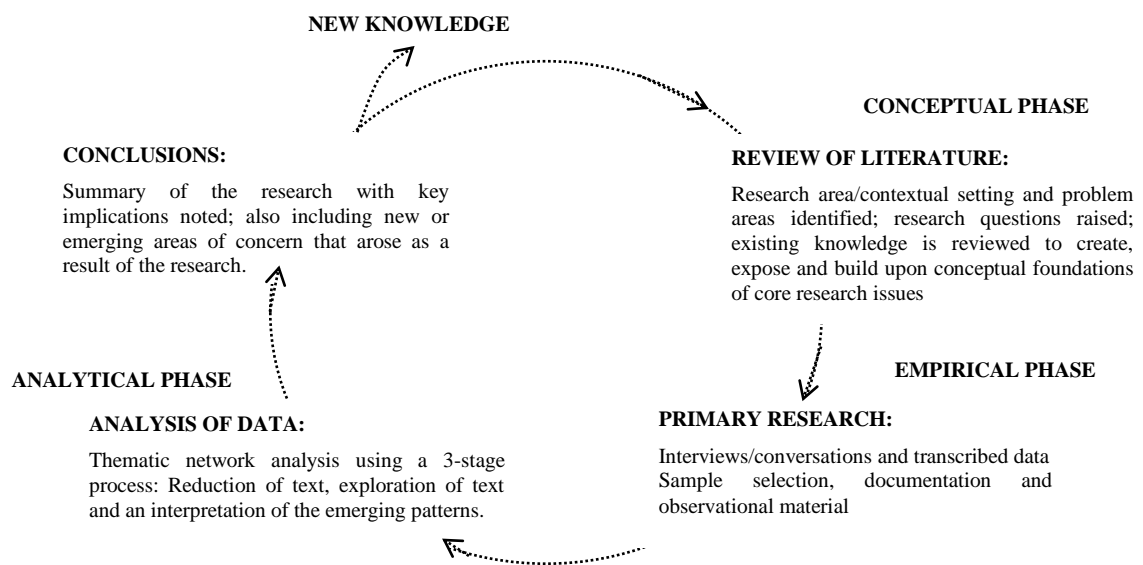 NEW KNOWLEDGE
CONCEPTUAL PHASE
REVIEW OF LITERATURE:
Research area/contextual setting and problem
areas identified; research questions raised;
existing knowledge is reviewed to create,
expose and build upon conceptual foundations
of core research issues
EMPIRICAL PHASE
PRIMARY RESEARCH:
Interviews/conversations and transcribed data
Sample selection, documentation and
observational material
ANALYTICAL PHASE
ANALYSIS OF DATA:
Thematic network analysis using a 3-stage
process: Reduction of text, exploration of text
and an interpretation of the emerging patterns.
CONCLUSIONS:
Summary of the research with key
implications noted; also including new or
emerging areas of concern that arose as a
result of the research.